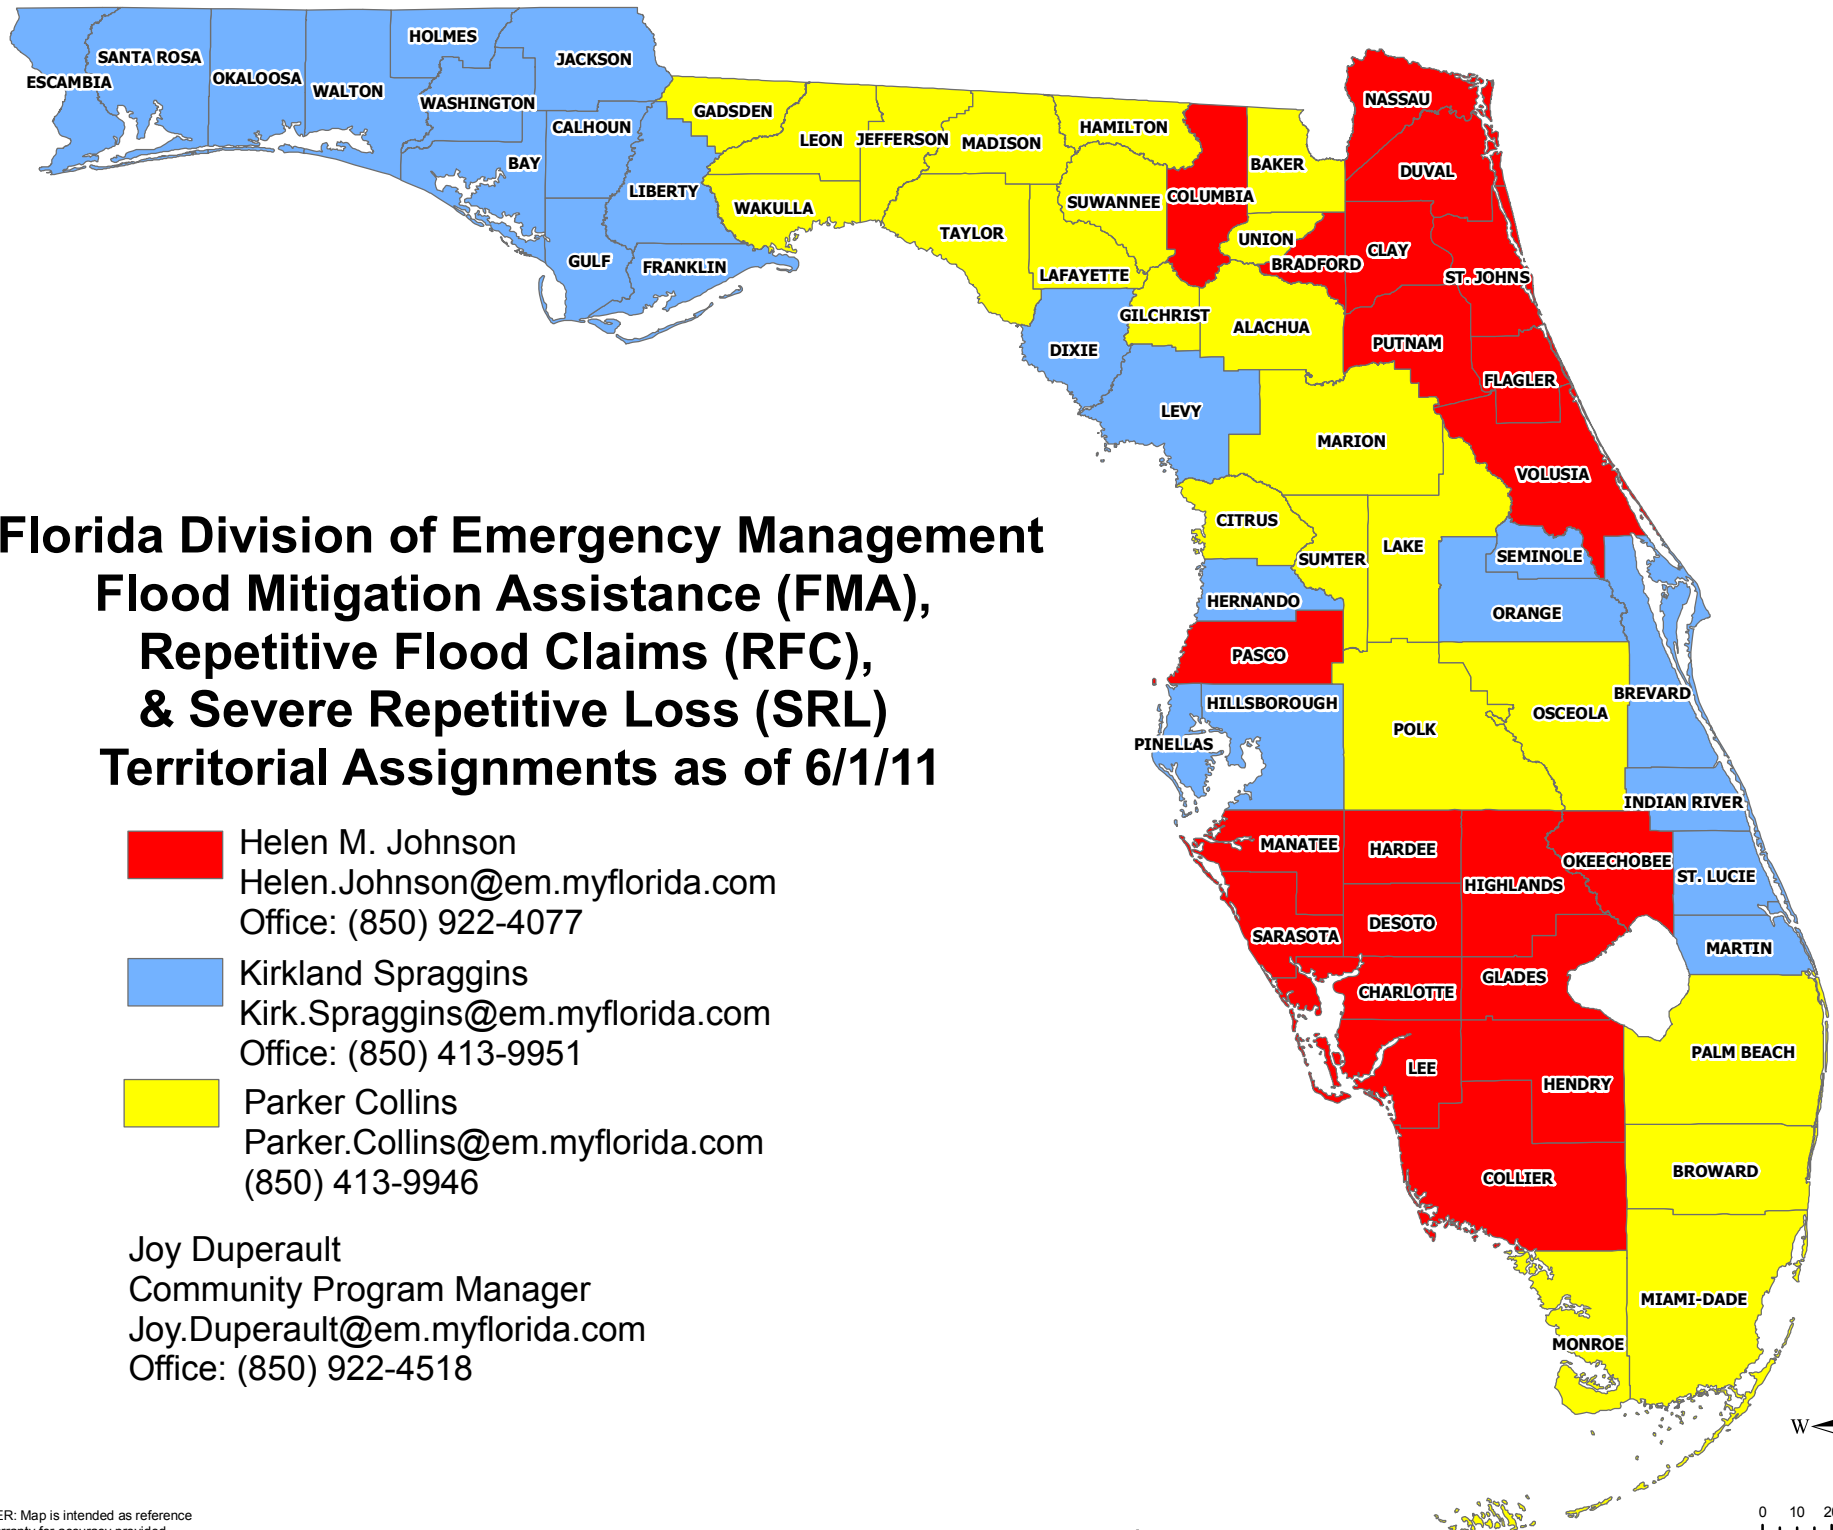 HOLMES
SANTA ROSA
JACKSON
ESCAMBIA
OKALOOSA
WALTON
WASHINGTON
CALHOUN
BAY
LIBERTY
GULF
FRANKLIN
GADSDEN
LEON
JEFFERSON
MADISON
HAMILTON
WAKULLA
TAYLOR
SUWANNEE
LAFAYETTE
COLUMBIA
BAKER
NASSAU
DUVAL
UNION
BRADFORD
CLAY
ST. JOHNS
GILCHRIST
ALACHUA
PUTNAM
FLAGLER
DIXIE
LEVY
MARION
VOLUSIA
CITRUS
SUMTER
LAKE
SEMINOLE
HERNANDO
ORANGE
PASCO
BREVARD
HILLSBOROUGH
OSCEOLA
POLK
PINELLAS
INDIAN RIVER
MANATEE
HARDEE
OKEECHOBEE
HIGHLANDS
ST. LUCIE
DESOTO
SARASOTA
MARTIN
GLADES
CHARLOTTE
PALM BEACH
LEE
HENDRY
BROWARD
COLLIER
MIAMI-DADE
MONROE
Florida Division of Emergency Management
Flood Mitigation Assistance (FMA),
Repetitive Flood Claims (RFC),
& Severe Repetitive Loss (SRL)
Territorial Assignments as of 6/1/11
Helen M. Johnson
Helen.Johnson@em.myflorida.com
Office: (850) 922-4077
Kirkland Spraggins
Kirk.Spraggins@em.myflorida.com
Office: (850) 413-9951
Parker Collins
Parker.Collins@em.myflorida.com
(850) 413-9946
Joy Duperault
Community Program Manager
Joy.Duperault@em.myflorida.com
Office: (850) 922-4518
W
ER: Map is intended as reference
0 10